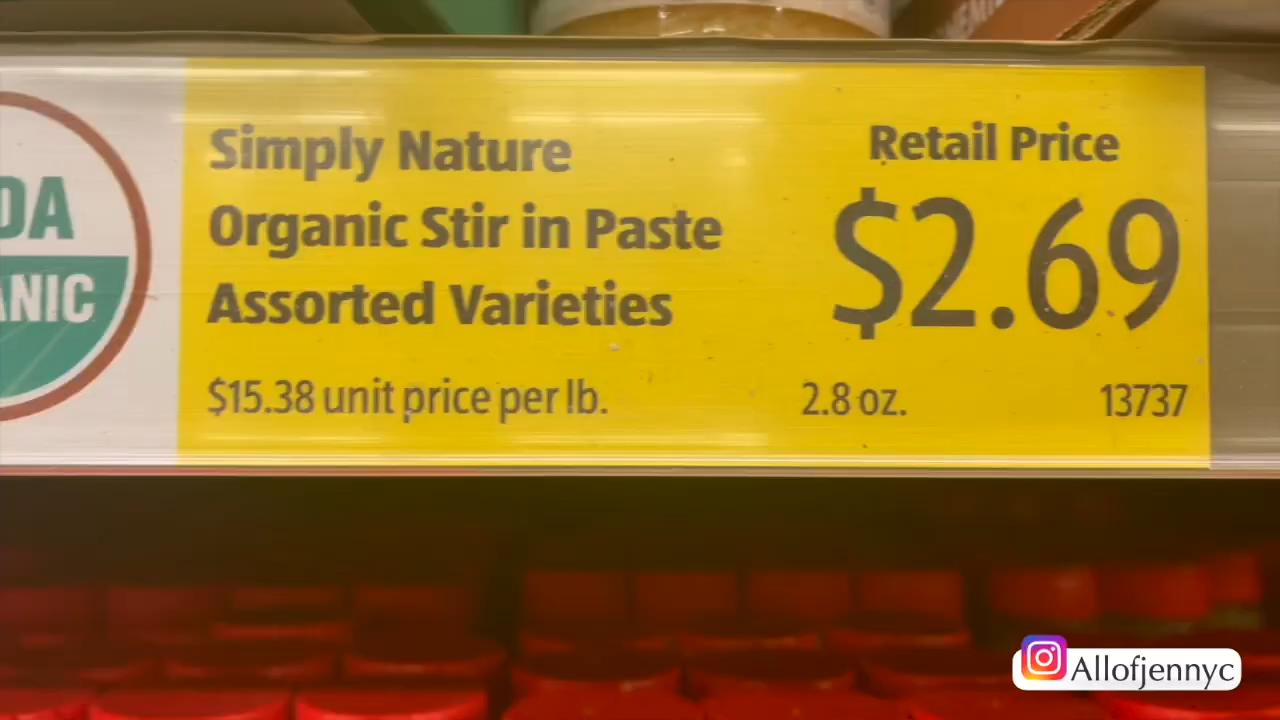 Simply Nature
Organic Stir in Paste
Assorted Varieties
$15.38 unit price per lb.
Retail Price
$2.69
2.8 oz.
13737
DA
ANIC
Allofjennyc